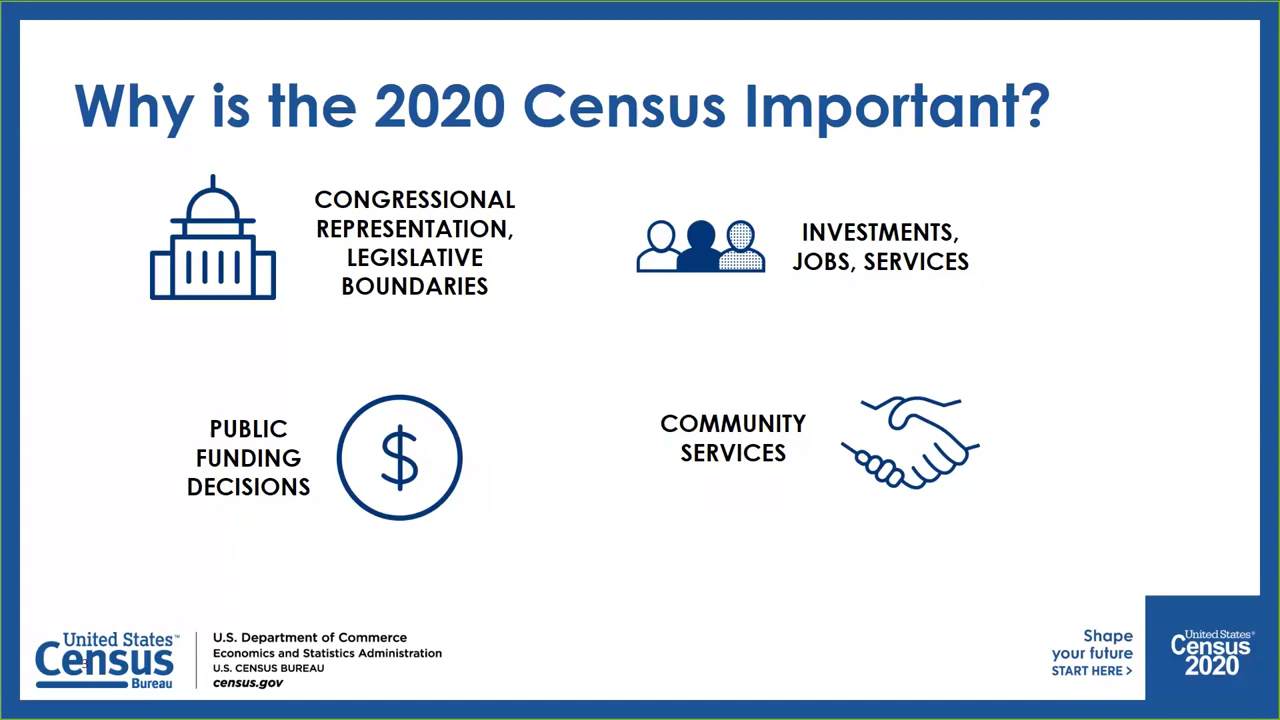 Why is the 2020 Census Important?
CONGRESSIONAL
REPRESENTATION,
LEGISLATIVE
BOUNDARIES
INVESTMENTS,
JOBS, SERVICES
PUBLIC
FUNDING
DECISIONS
$
COMMUNITY
SERVICES
United States™
Census
Bureau
U.S. Department of Commerce
Economics and Statistics Administration
U.S. CENSUS BUREAU
census.gov
Shape
your future
START HERE >
United States®
Census
2020